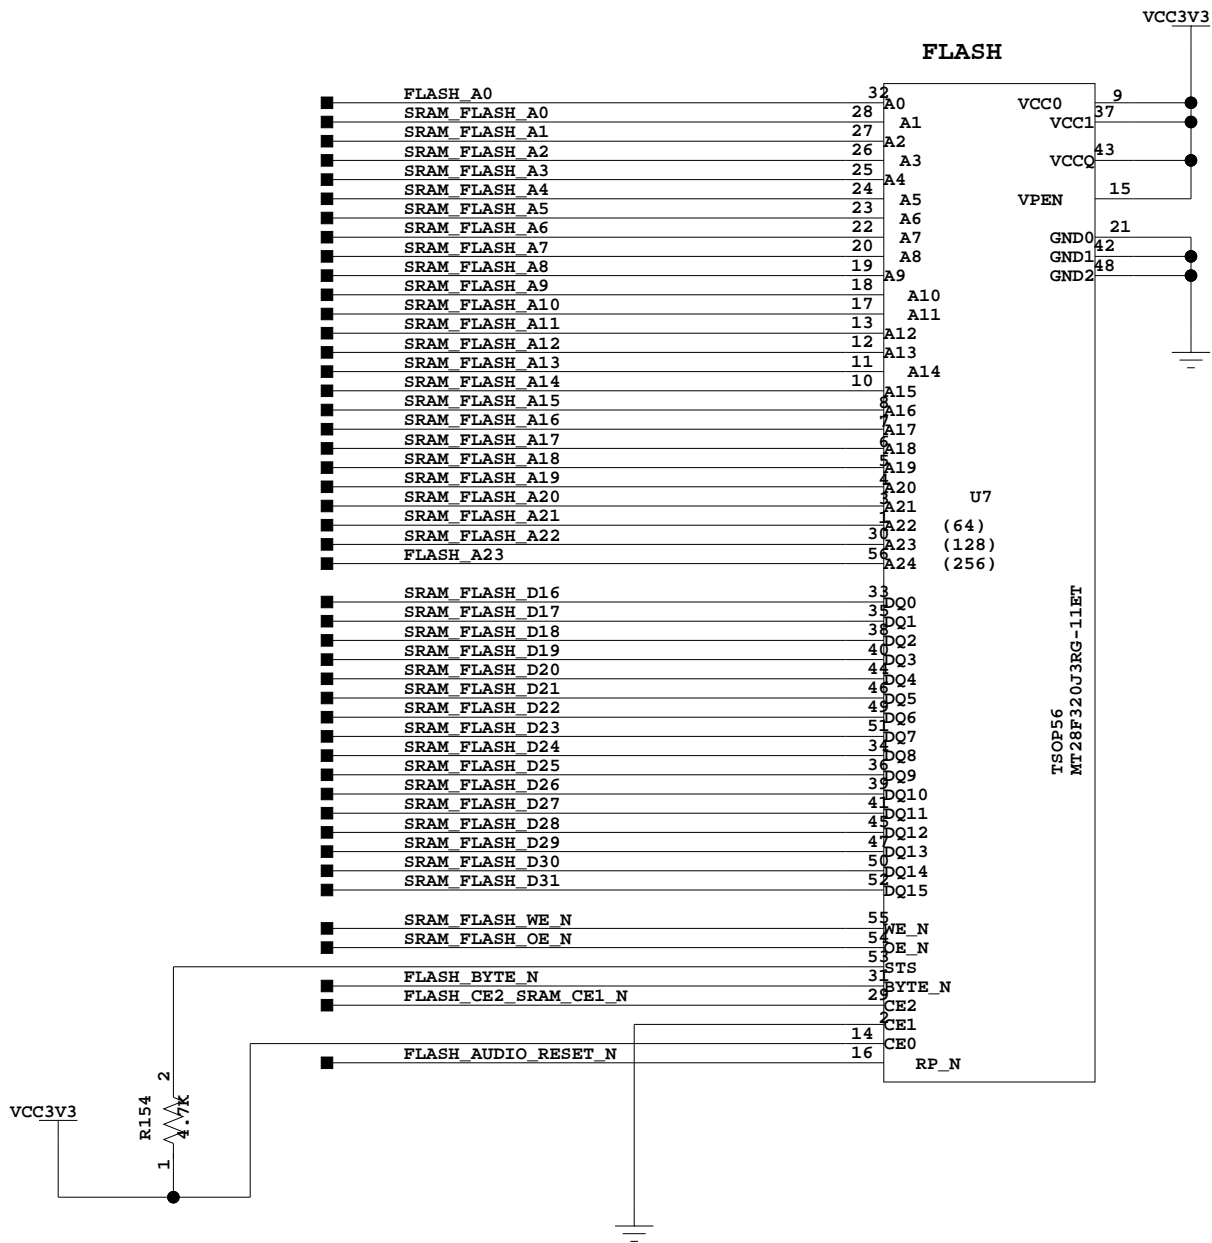 VCC3V3
FLASH
FLASH_A0 32 A0 VCC0 9
SRAM_FLASH_A0 28 A1 VCC1 37
SRAM_FLASH_A1 27 A2
SRAM_FLASH_A2 26 A3 VCCQ 43
SRAM_FLASH_A3 25 A4
SRAM_FLASH_A4 24 A5 VPEN 15
SRAM_FLASH_A5 23 A6
SRAM_FLASH_A6 22 A7 GND0 21
SRAM_FLASH_A7 20 A8 GND1 42
SRAM_FLASH_A8 19 A9 GND2 48
SRAM_FLASH_A9 18 A10
SRAM_FLASH_A10 17 A11
SRAM_FLASH_A11 13 A12
SRAM_FLASH_A12 12 A13
SRAM_FLASH_A13 11 A14
SRAM_FLASH_A14 10 A15
SRAM_FLASH_A15 8 A16
SRAM_FLASH_A16 7 A17
SRAM_FLASH_A17 6 A18
SRAM_FLASH_A18 5 A19
SRAM_FLASH_A19 4 A20
SRAM_FLASH_A20 3 A21 U7
SRAM_FLASH_A21 1 A22 (64)
SRAM_FLASH_A22 30 A23 (128)
FLASH_A23 56 A24 (256)
SRAM_FLASH_D16 33 DQ0
SRAM_FLASH_D17 35 DQ1
SRAM_FLASH_D18 38 DQ2
SRAM_FLASH_D19 40 DQ3
SRAM_FLASH_D20 44 DQ4
SRAM_FLASH_D21 46 DQ5
SRAM_FLASH_D22 49 DQ6
SRAM_FLASH_D23 51 DQ7
SRAM_FLASH_D24 34 DQ8
SRAM_FLASH_D25 36 DQ9
SRAM_FLASH_D26 39 DQ10
SRAM_FLASH_D27 41 DQ11
SRAM_FLASH_D28 45 DQ12
SRAM_FLASH_D29 47 DQ13
SRAM_FLASH_D30 50 DQ14
SRAM_FLASH_D31 52 DQ15
TSOP56
MT28F320J3RG-11ET
SRAM_FLASH_WE_N 55 WE_N
SRAM_FLASH_OE_N 54 OE_N
53 STS
FLASH_BYTE_N 31 BYTE_N
FLASH_CE2_SRAM_CE1_N 29 CE2
2 CE1
14 CE0
FLASH_AUDIO_RESET_N 16 RP_N
2
VCC3V3
R154
4.7K
1